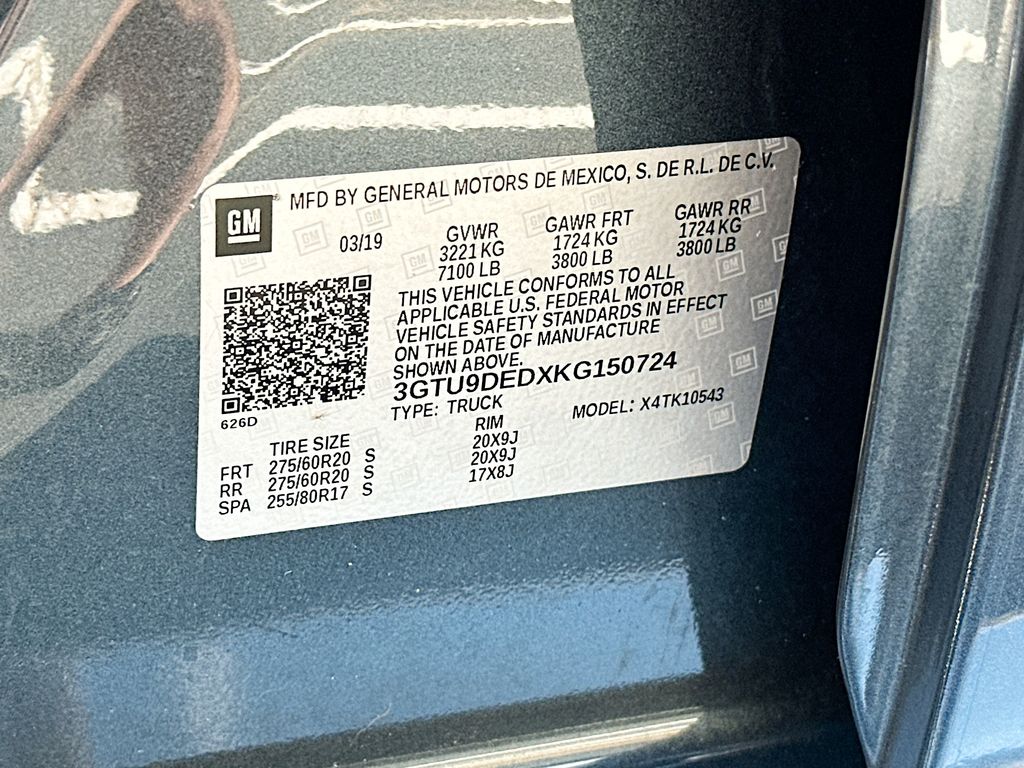 MFD BY GENERAL MOTORS DE MEXICO, S. DE R.L. DE C.V.
GM
03/19
GVWR GAWR FRT GAWR RR
3221 KG 1724 KG 1724 KG
7100 LB 3800 LB 3800 LB
THIS VEHICLE CONFORMS TO ALL
APPLICABLE U.S. FEDERAL MOTOR
VEHICLE SAFETY STANDARDS IN EFFECT
ON THE DATE OF MANUFACTURE
SHOWN ABOVE.
3GTU9DEDXKG150724
TYPE: TRUCK MODEL: X4TK10543
626D
TIRE SIZE RIM
FRT 275/60R20 S 20X9J
RR 275/60R20 S 20X9J
SPA 255/80R17 S 17X8J